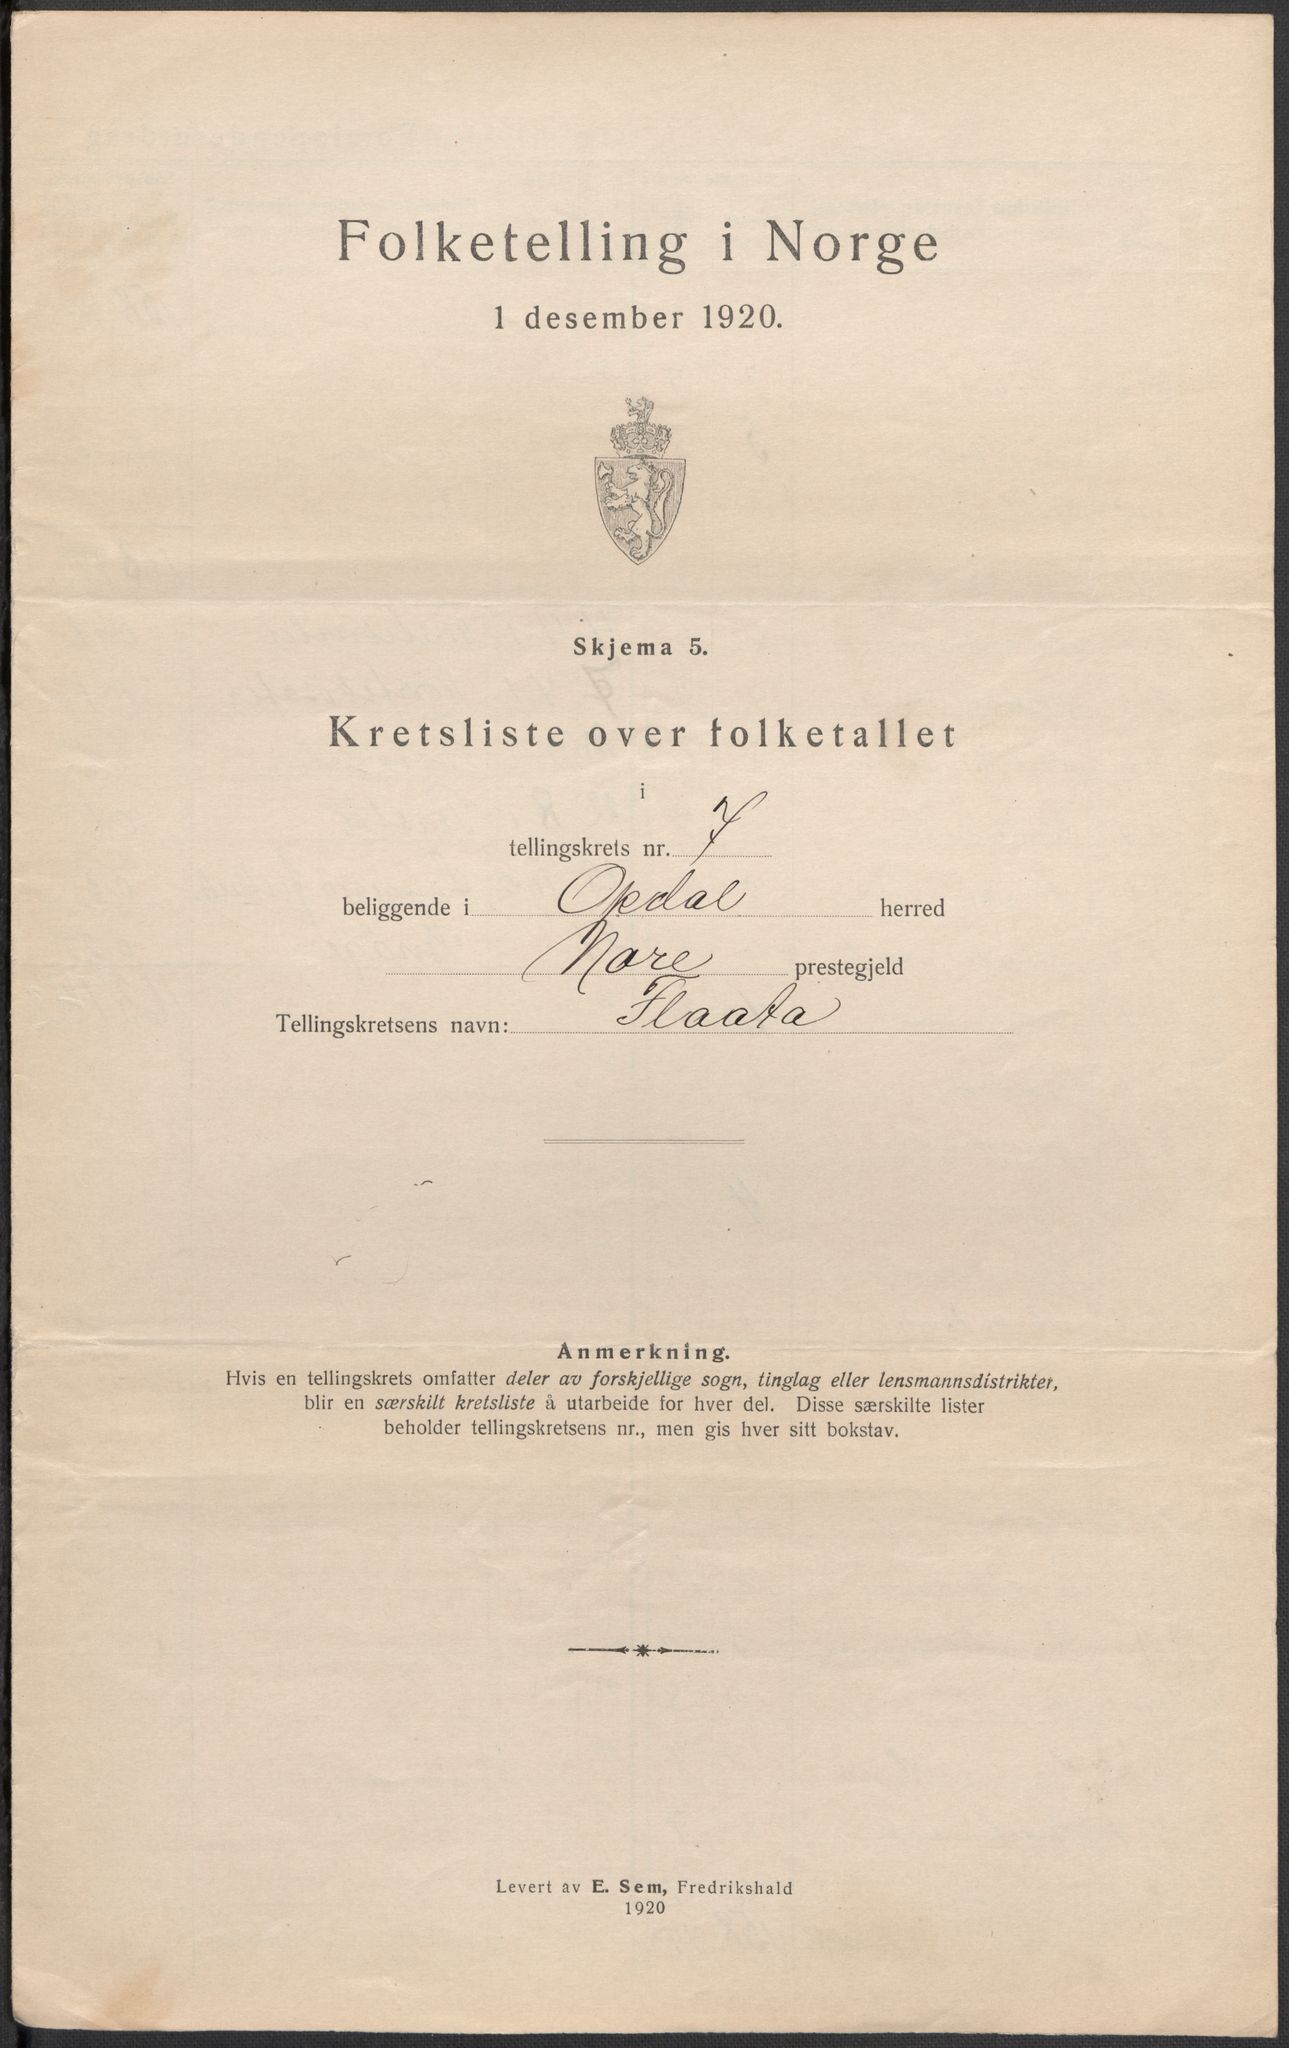 Folketelling i Norge
1 desember 1920.
Skjema 5.
Kretsliste over folketallet
i
tellingskrets nr. 7
beliggende i Opdal herred
Nore prestegjeld
Tellingskretsens navn: Flaata
Anmerkning.
Hvis en tellingskrets omfatter deler av forskjellige sogn, tinglag eller lensmannsdistrikter,
blir en særskilt kretsliste å utarbeide for hver del. Disse særskilte lister
beholder tellingskretsens nr., men gis hver sitt bokstav.
Levert av E. Sem, Fredrikshald
1920